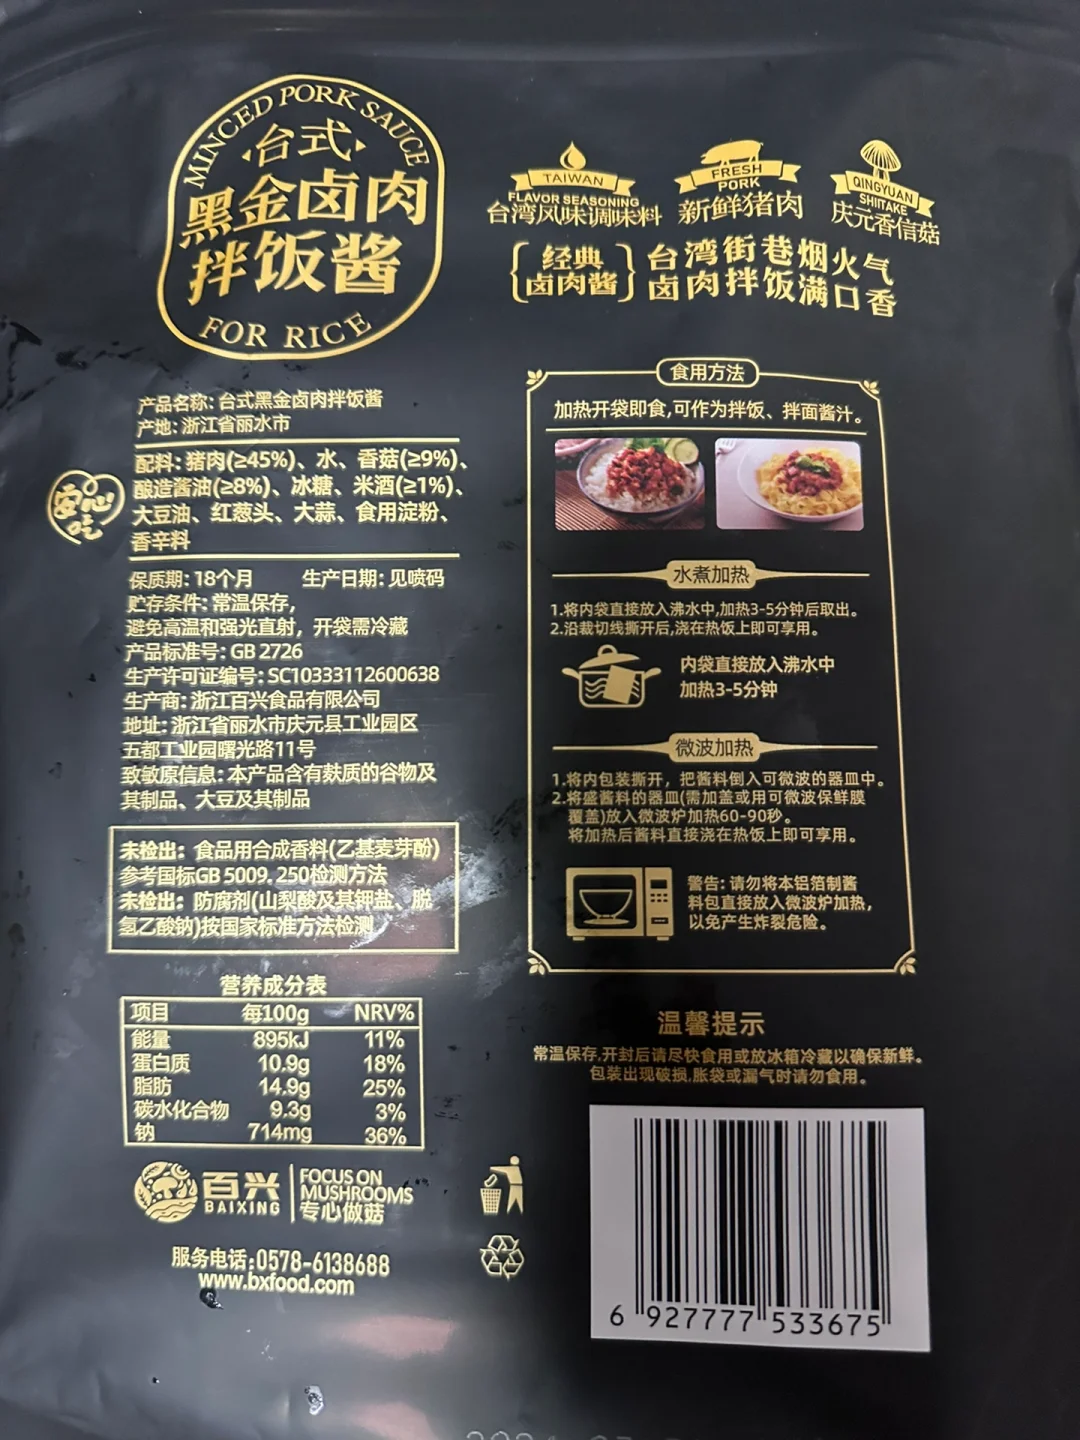 MINCED PORK SAUCE
台式
黑金卤肉
拌饭酱
FOR RICE
TAIWAN
FLAVOR SEASONING
台湾风味调味料
FRESH
PORK
新鲜猪肉
QINGYUAN
SHIITAKE
庆元香信菇
经典
卤肉酱
台湾街巷烟火气
卤肉拌饭满口香
产品名称: 台式黑金卤肉拌饭酱
产地: 浙江省丽水市
配料: 猪肉(≥45%)、水、香菇(≥9%)、
酿造酱油(≥8%)、冰糖、米酒(≥1%)、
大豆油、红葱头、大蒜、食用淀粉、
香辛料
爱心
吃
保质期: 18个月 生产日期: 见喷码
贮存条件: 常温保存,
避免高温和强光直射，开袋需冷藏
产品标准号: GB 2726
生产许可证编号: SC10333112600638
生产商: 浙江百兴食品有限公司
地址: 浙江省丽水市庆元县工业园区
五都工业园曙光路11号
致敏原信息: 本产品含有麸质的谷物及
其制品、大豆及其制品
未检出: 食品用合成香料(乙基麦芽酚)
参考国标GB 5009. 250检测方法
未检出: 防腐剂(山梨酸及其钾盐、脱
氢乙酸钠)按国家标准方法检测
营养成分表
项目 每100g NRV%
能量 895kJ 11%
蛋白质 10.9g 18%
脂肪 14.9g 25%
碳水化合物 9.3g 3%
钠 714mg 36%
百兴
BAIXING
FOCUS ON
MUSHROOMS
专心做菇
服务电话:0578-6138688
www.bxfood.com
食用方法
加热开袋即食,可作为拌饭、拌面酱汁。
水煮加热
1.将内袋直接放入沸水中,加热3-5分钟后取出。
2.沿裁切线撕开后,浇在热饭上即可享用。
内袋直接放入沸水中
加热3-5分钟
微波加热
1.将内包装撕开，把酱料倒入可微波的器皿中。
2.将盛酱料的器皿(需加盖或用可微波保鲜膜
覆盖)放入微波炉加热60-90秒。
将加热后酱料直接浇在热饭上即可享用。
警告: 请勿将本铝箔制酱
料包直接放入微波炉加热,
以免产生炸裂危险。
温馨提示
常温保存,开封后请尽快食用或放冰箱冷藏以确保新鲜。
包装出现破损,胀袋或漏气时请勿食用。
6 927777 533675